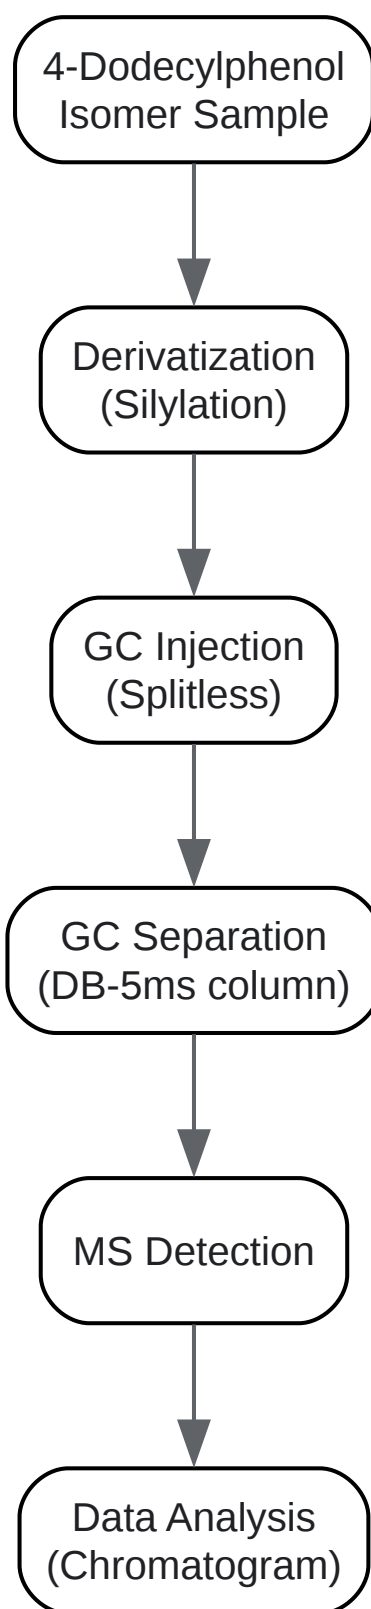 4-Dodecylphenol
Isomer Sample
Derivatization
(Silylation)
GC Injection
(Splitless)
GC Separation
(DB-5ms column)
MS Detection
Data Analysis
(Chromatogram)